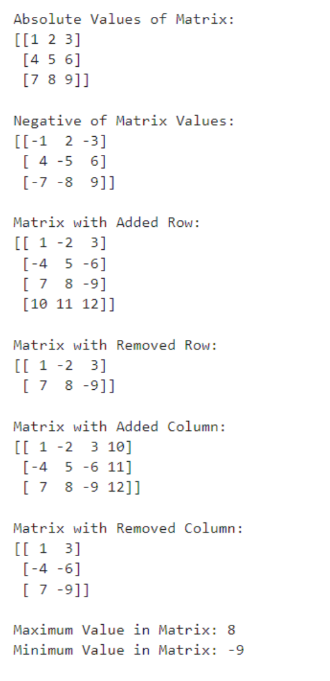 Absolute Values of Matrix:
[[1 2 3]
 [4 5 6]
 [7 8 9]]
Negative of Matrix Values:
[[-1  2 -3]
 [ 4 -5  6]
 [-7 -8  9]]
Matrix with Added Row:
[[ 1 -2  3]
 [-4  5 -6]
 [ 7  8 -9]
 [10 11 12]]
Matrix with Removed Row:
[[ 1 -2  3]
 [ 7  8 -9]]
Matrix with Added Column:
[[ 1 -2  3 10]
 [-4  5 -6 11]
 [ 7  8 -9 12]]
Matrix with Removed Column:
[[ 1  3]
 [-4 -6]
 [ 7 -9]]
Maximum Value in Matrix: 8
Minimum Value in Matrix: -9